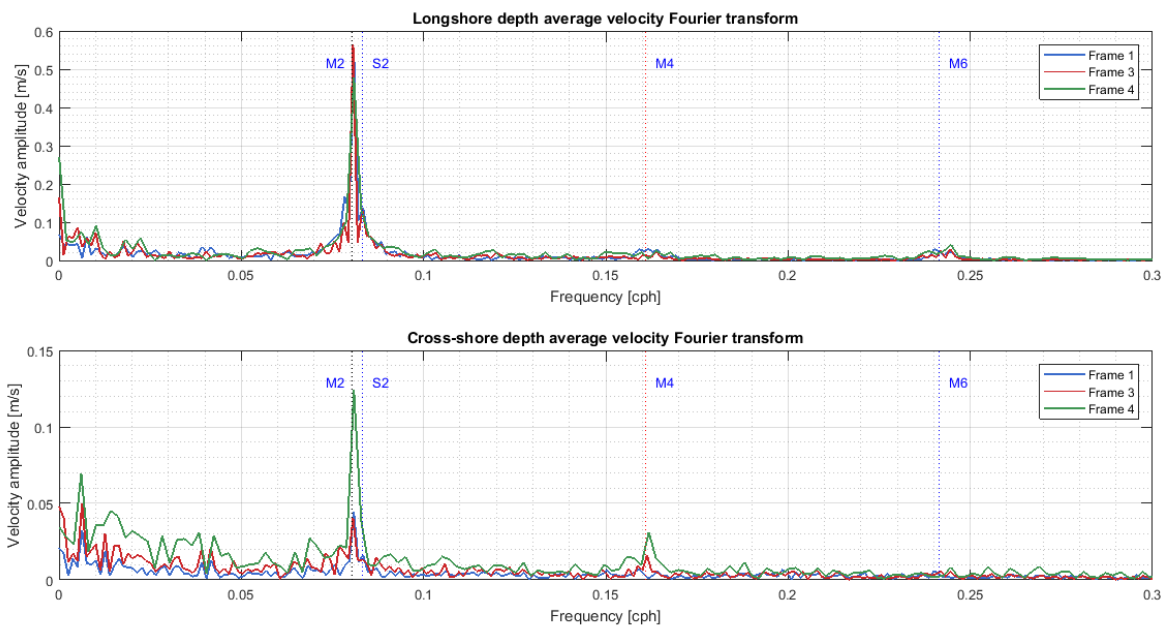 Longshore depth average velocity Fourier transform
0.6
0.5
0.4
0.3
0.2
0.1
0
Velocity amplitude [m/s]
M2 S2 M4 M6
Frame 1
Frame 3
Frame 4
0 0.05 0.1 0.15 0.2 0.25 0.3
Frequency [cph]
Cross-shore depth average velocity Fourier transform
0.15
0.1
0.05
0
Velocity amplitude [m/s]
M2 S2 M4 M6
Frame 1
Frame 3
Frame 4
0 0.05 0.1 0.15 0.2 0.25 0.3
Frequency [cph]